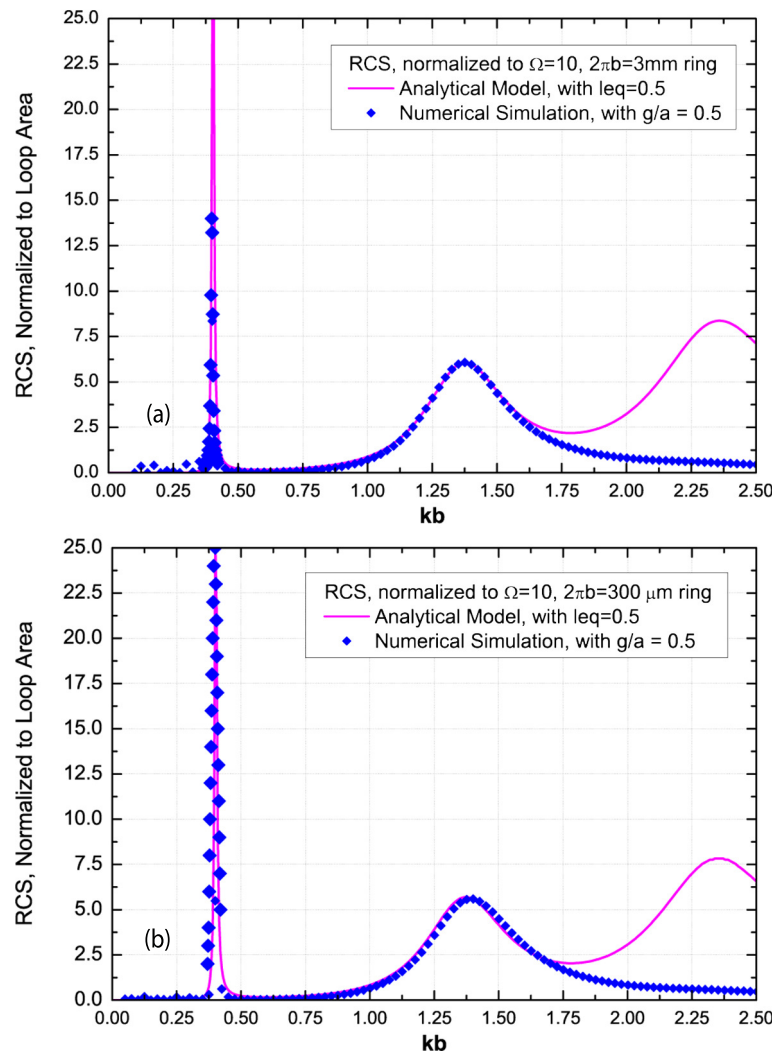 25.0
22.5
20.0
17.5
15.0
12.5
10.0
7.5
5.0
2.5
0.0
RCS, Normalized to Loop Area
RCS, normalized to Ω=10, 2πb=3mm ring
Analytical Model, with leq=0.5
Numerical Simulation, with g/a = 0.5
(a)
0.00 0.25 0.50 0.75 1.00 1.25 1.50 1.75 2.00 2.25 2.50
kb
25.0
22.5
20.0
17.5
15.0
12.5
10.0
7.5
5.0
2.5
0.0
RCS, Normalized to Loop Area
RCS, normalized to Ω=10, 2πb=300 μm ring
Analytical Model, with leq=0.5
Numerical Simulation, with g/a = 0.5
(b)
0.00 0.25 0.50 0.75 1.00 1.25 1.50 1.75 2.00 2.25 2.50
kb